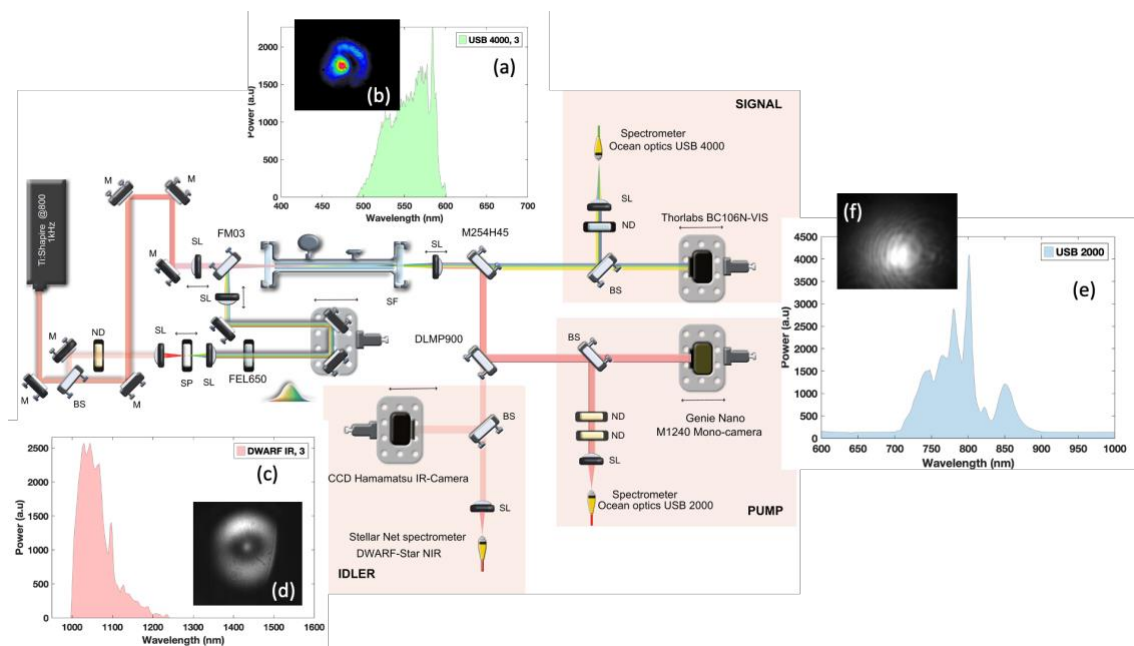 USB 4000, 3
(a)
(b)
Power (a.u)
2000
1500
1000
500
0
400
450
500
550
600
650
700
Wavelength (nm)
SIGNAL
Spectrometer
Ocean optics USB 4000
SL
ND
Thorlabs BC106N-VIS
BS
Ti:Shapire @800
1kHz
M
M
M
SL
FM03
SL
SF
SL
M254H45
DLMP900
M
ND
SL
SP
SL
FEL650
M
BS
M
BS
Genie Nano
M1240 Mono-camera
ND
ND
SL
Spectrometer
Ocean optics USB 2000
PUMP
BS
CCD Hamamatsu IR-Camera
SL
Stellar Net spectrometer
DWARF-Star NIR
IDLER
(f)
USB 2000
(e)
Power (a.u)
4500
4000
3500
3000
2500
2000
1500
1000
500
0
600
650
700
750
800
850
900
950
1000
Wavelength (nm)
DWARF IR, 3
(c)
(d)
Power (a.u)
2500
2000
1500
1000
500
0
1000
1100
1200
1300
1400
1500
1600
Wavelength (nm)